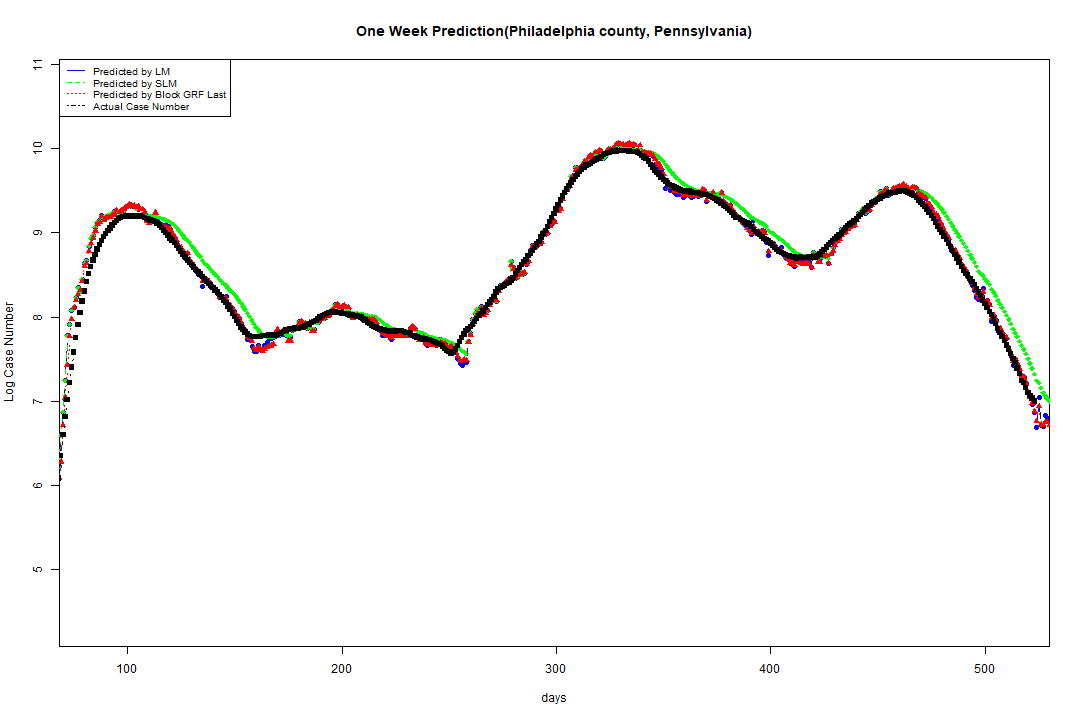 One Week Prediction(Philadelphia county, Pennsylvania)
Predicted by LM
Predicted by SLM
Predicted by Block GRF Last
Actual Case Number
Log Case Number
11
10
9
8
7
6
5
100 200 300 400 500
days